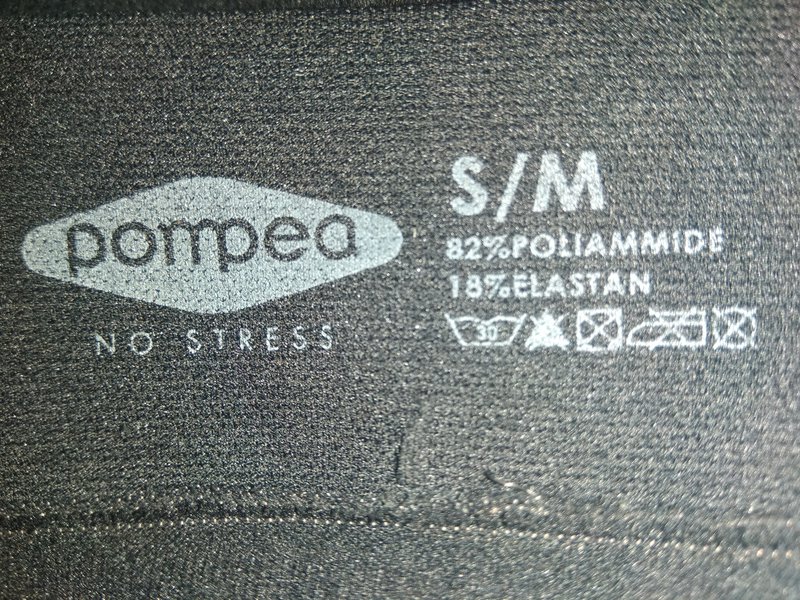 pompea
NO STRESS
S/M
82%POLIAMMIDE
18%ELASTAN
30